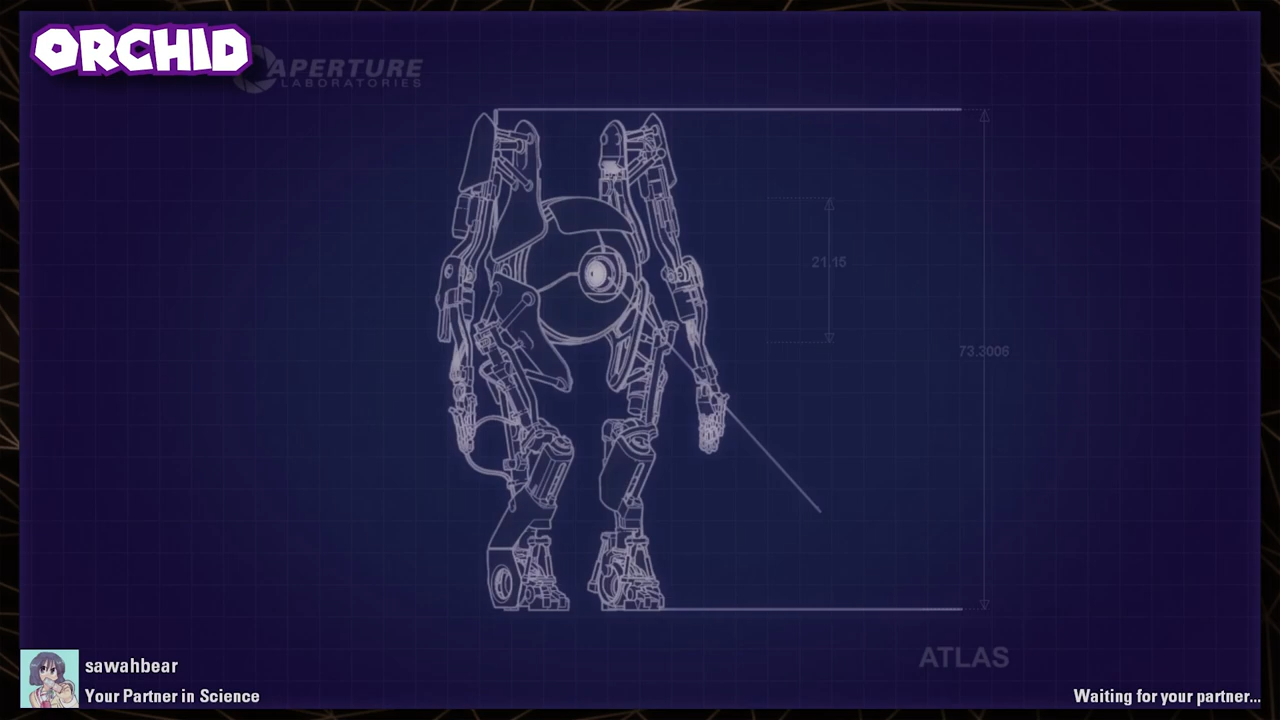 ORCHID
APERTURE
LABORATORIES
21.15
73.3006
ATLAS
sawahbear
Your Partner in Science
Waiting for your partner...